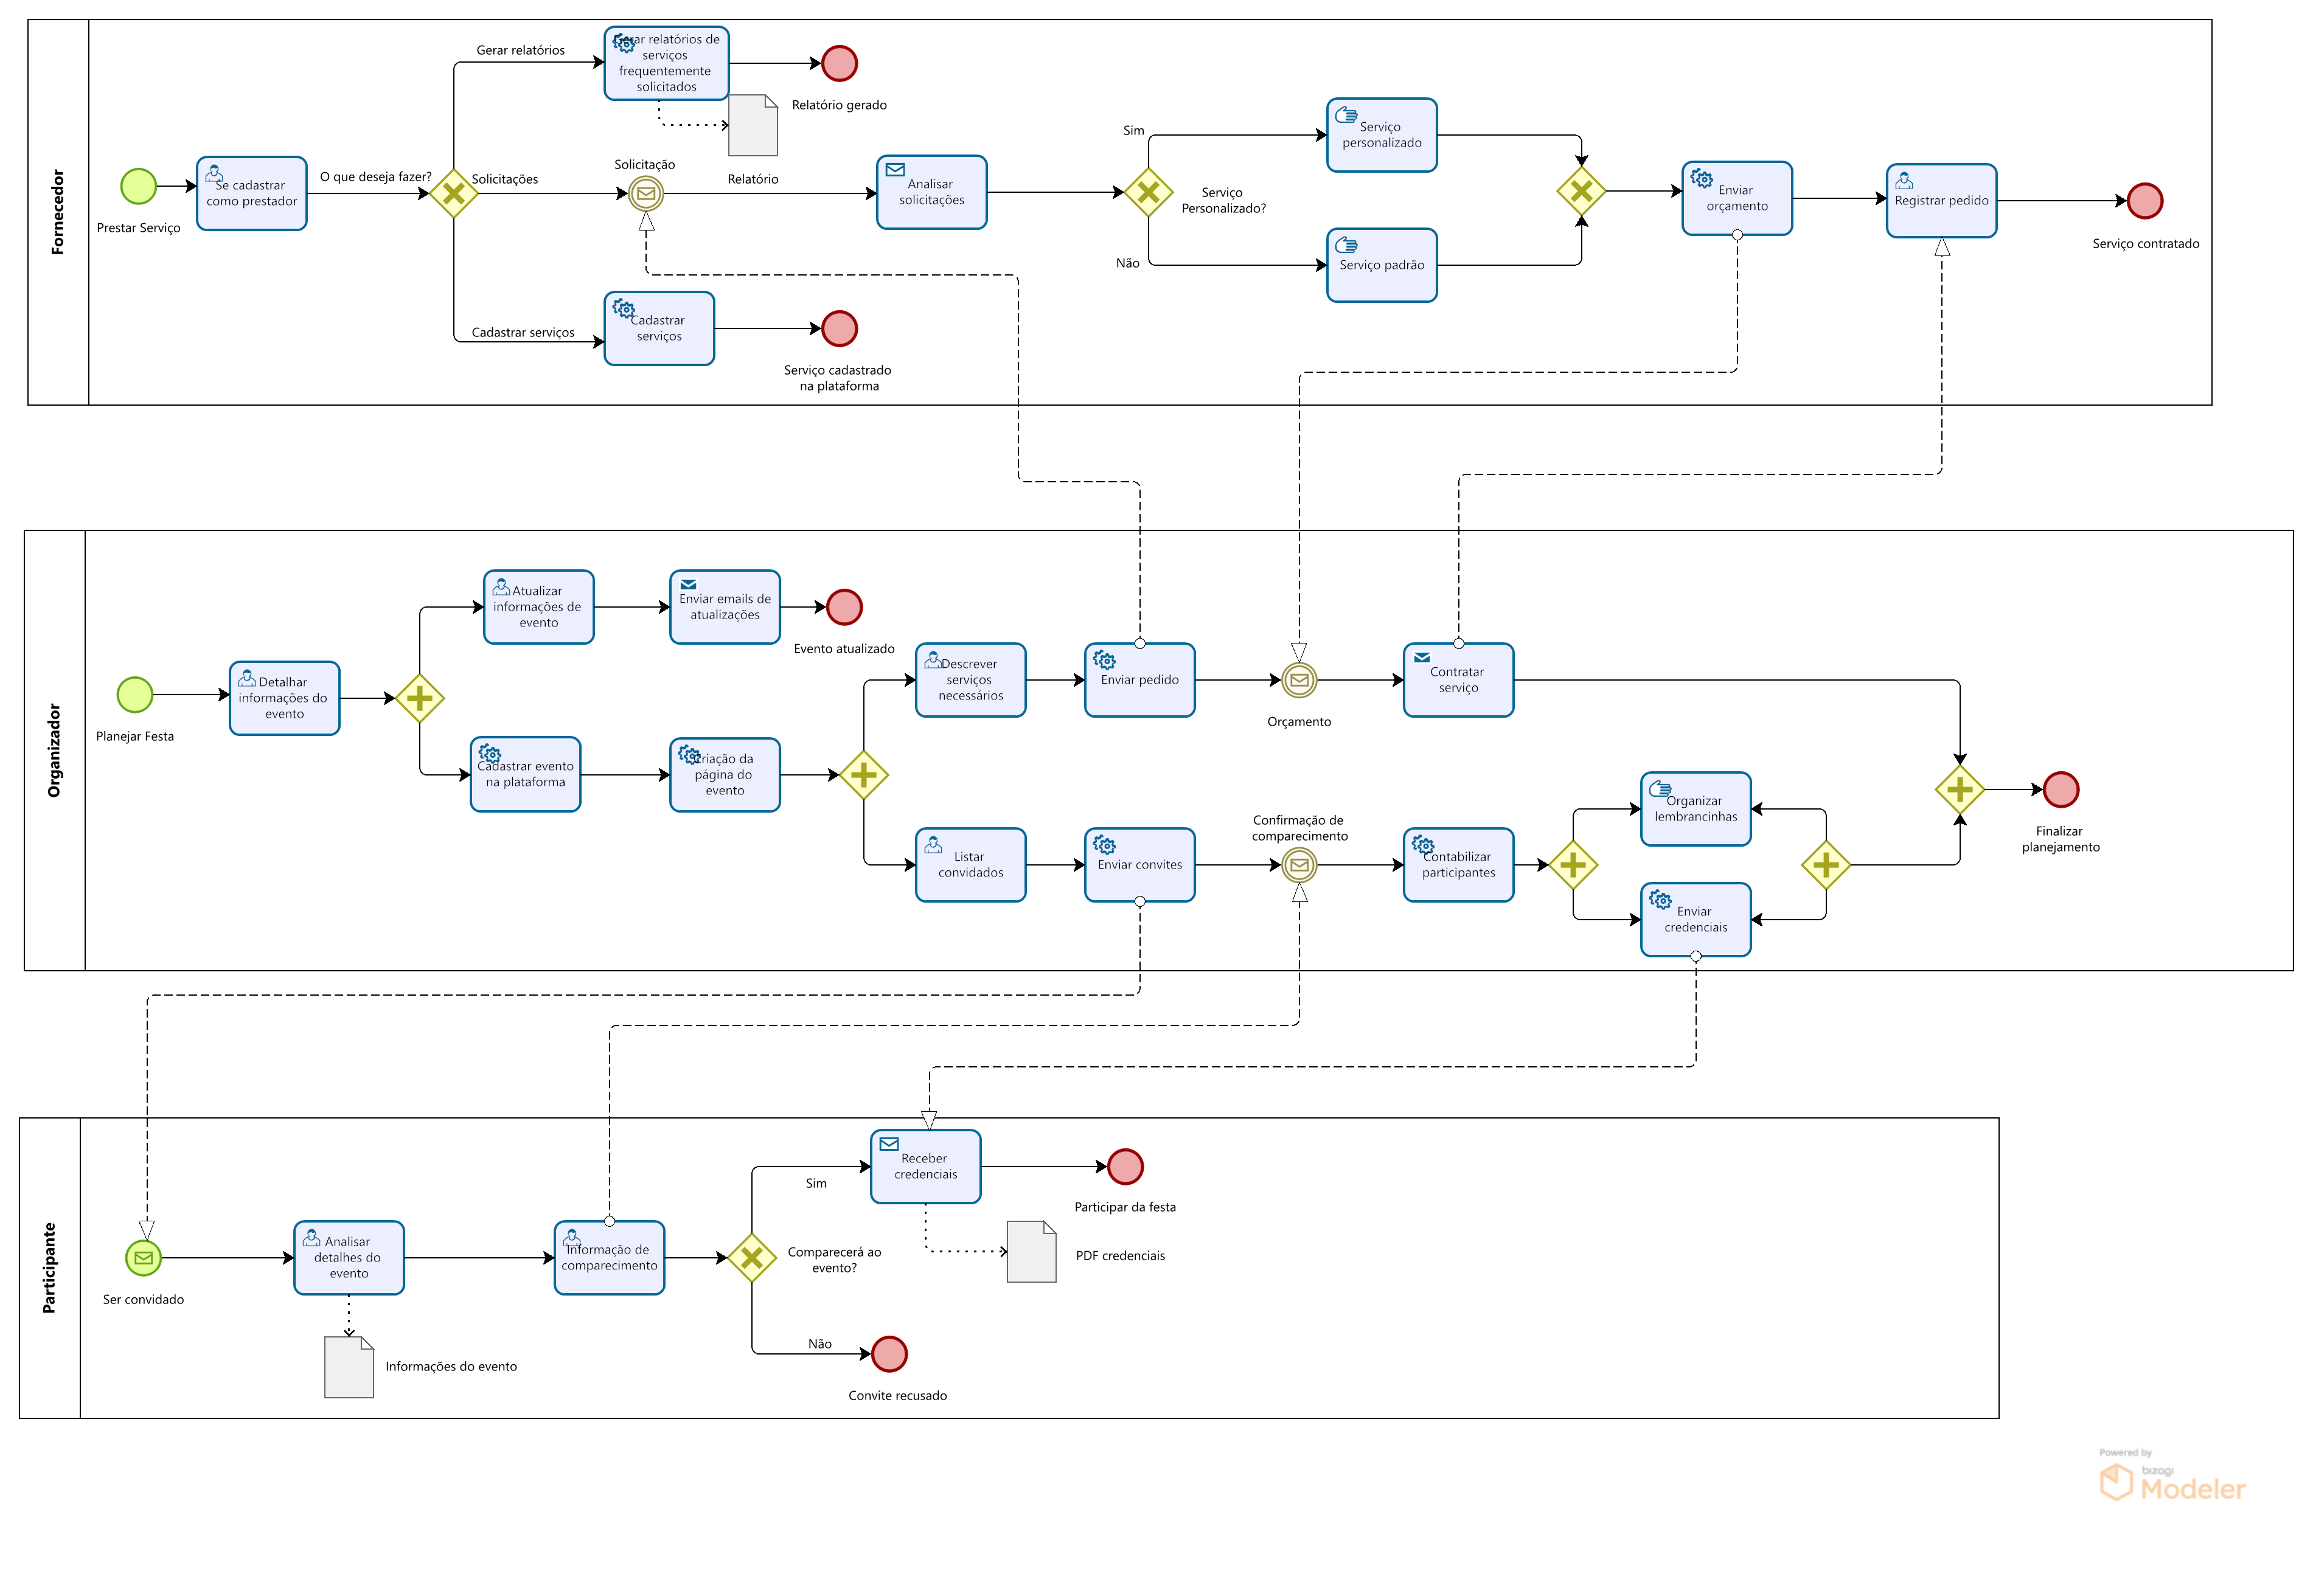 Fornecedor
Prestar Serviço
Se cadastrar
como prestador
O que deseja fazer?
Gerar relatórios
Gerar relatórios de
serviços
frequentemente
solicitados
Relatório gerado
Solicitações
Solicitação
Relatório
Analisar
solicitações
Cadastrar serviços
Cadastrar
serviços
Serviço cadastrado
na plataforma
Serviço
Personalizado?
Sim
Serviço
personalizado
Não
Serviço padrão
Enviar
orçamento
Registrar pedido
Serviço contratado
Organizador
Planejar Festa
Detalhar
informações do
evento
Atualizar
informações de
evento
Enviar emails de
atualizações
Evento atualizado
Cadastrar evento
na plataforma
Criação da
página do
evento
Descrever
serviços
necessários
Enviar pedido
Orçamento
Contratar
serviço
Listar
convidados
Enviar convites
Confirmação de
comparecimento
Contabilizar
participantes
Organizar
lembrancinhas
Enviar
credenciais
Finalizar
planejamento
Participante
Ser convidado
Analisar
detalhes do
evento
Informações do evento
Informação de
comparecimento
Comparecerá ao
evento?
Sim
Receber
credenciais
Participar da festa
PDF credenciais
Não
Convite recusado
Powered by
bizagi
Modeler